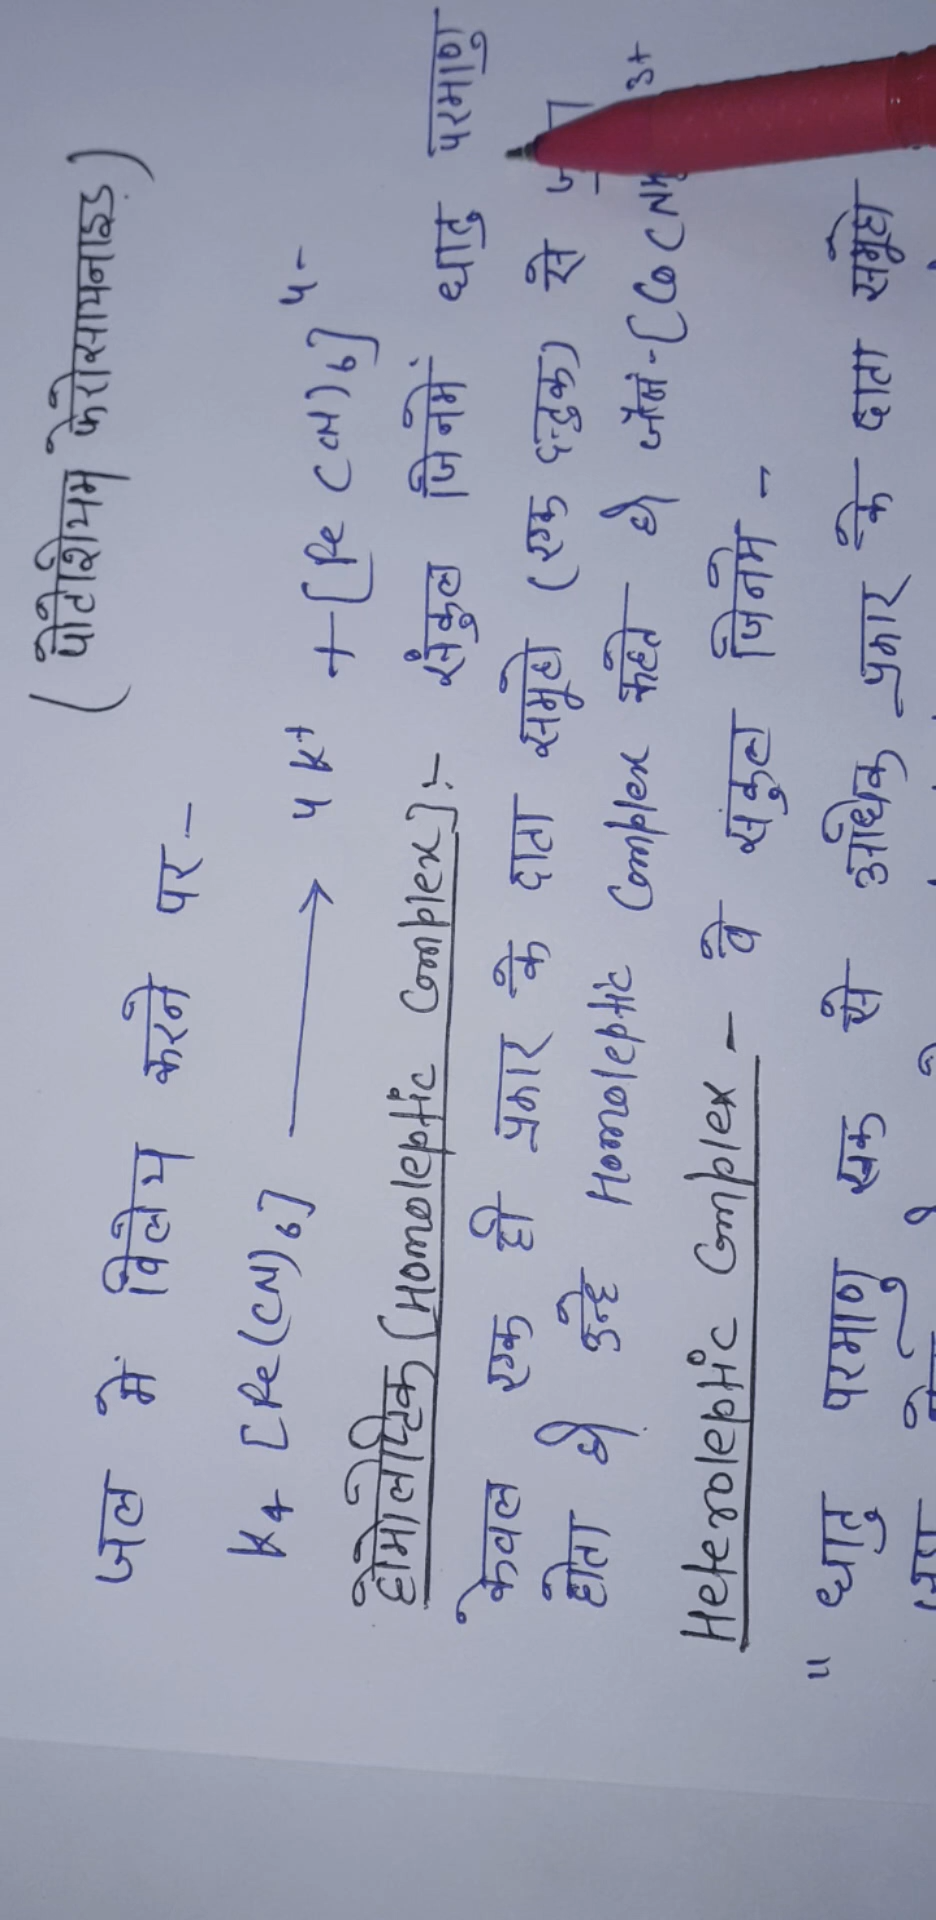 (पोटेशियम फेरोसायनाइड)
जल में विलेय करने पर -
K4 [Fe(CN)6] ⟶ 4K+ + [Fe(CN)6]4-
होमोलेप्टिक (Homoleptic Complex) :- संकुल जिनमें धातु परमाणु
केवल एक ही प्रकार के दाता समूह (एक दन्तुक) से
होता है उन्हे Homoleptic Complex कहते है जैसे - [Co(NH 3+
Heteroleptic Complex - वे संकुल जिनमे -
" धातु परमाणु एक से अधिक प्रकार के दाता समूह